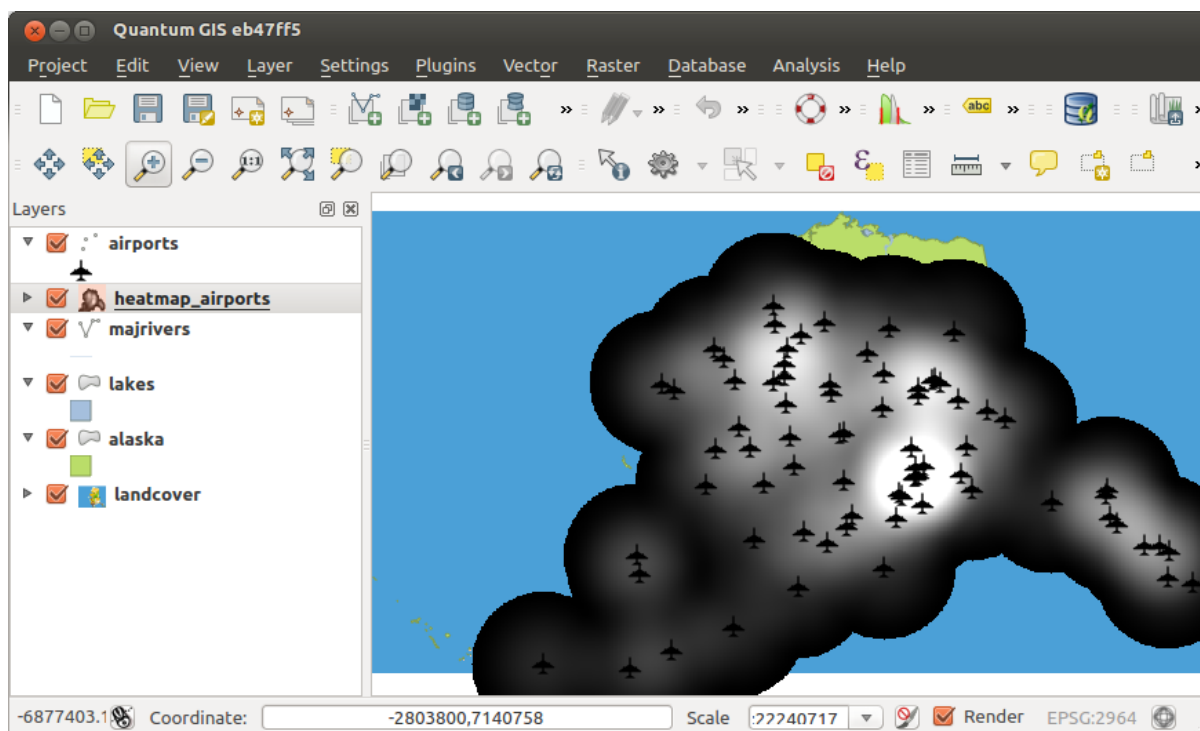 Quantum GIS eb47ff5
Project Edit View Layer Settings Plugins Vector Raster Database Analysis Help
abc
1:1
Layers
airports
heatmap_airports
majrivers
lakes
alaska
landcover
-6877403.1 Coordinate: -2803800,7140758 Scale :22240717 Render EPSG:2964